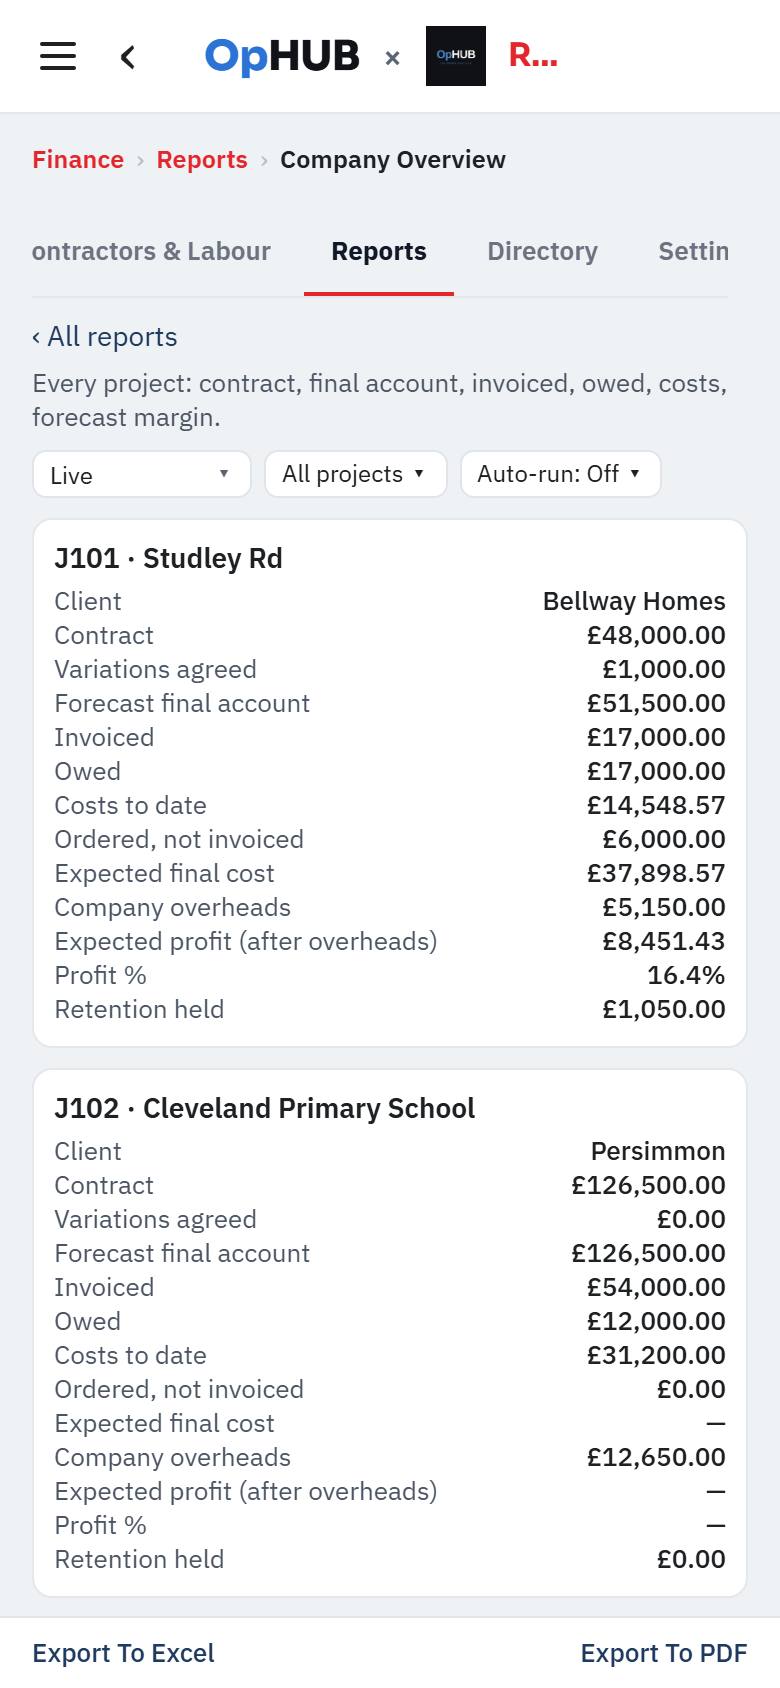 OpHUB × OpHUB R...
Finance › Reports › Company Overview
ontractors & Labour Reports Directory Settin
‹ All reports
Every project: contract, final account, invoiced, owed, costs,
forecast margin.
Live ▾ All projects ▾ Auto-run: Off ▾
J101 · Studley Rd
Client Bellway Homes
Contract £48,000.00
Variations agreed £1,000.00
Forecast final account £51,500.00
Invoiced £17,000.00
Owed £17,000.00
Costs to date £14,548.57
Ordered, not invoiced £6,000.00
Expected final cost £37,898.57
Company overheads £5,150.00
Expected profit (after overheads) £8,451.43
Profit % 16.4%
Retention held £1,050.00
J102 · Cleveland Primary School
Client Persimmon
Contract £126,500.00
Variations agreed £0.00
Forecast final account £126,500.00
Invoiced £54,000.00
Owed £12,000.00
Costs to date £31,200.00
Ordered, not invoiced £0.00
Expected final cost —
Company overheads £12,650.00
Expected profit (after overheads) —
Profit % —
Retention held £0.00
Export To Excel Export To PDF